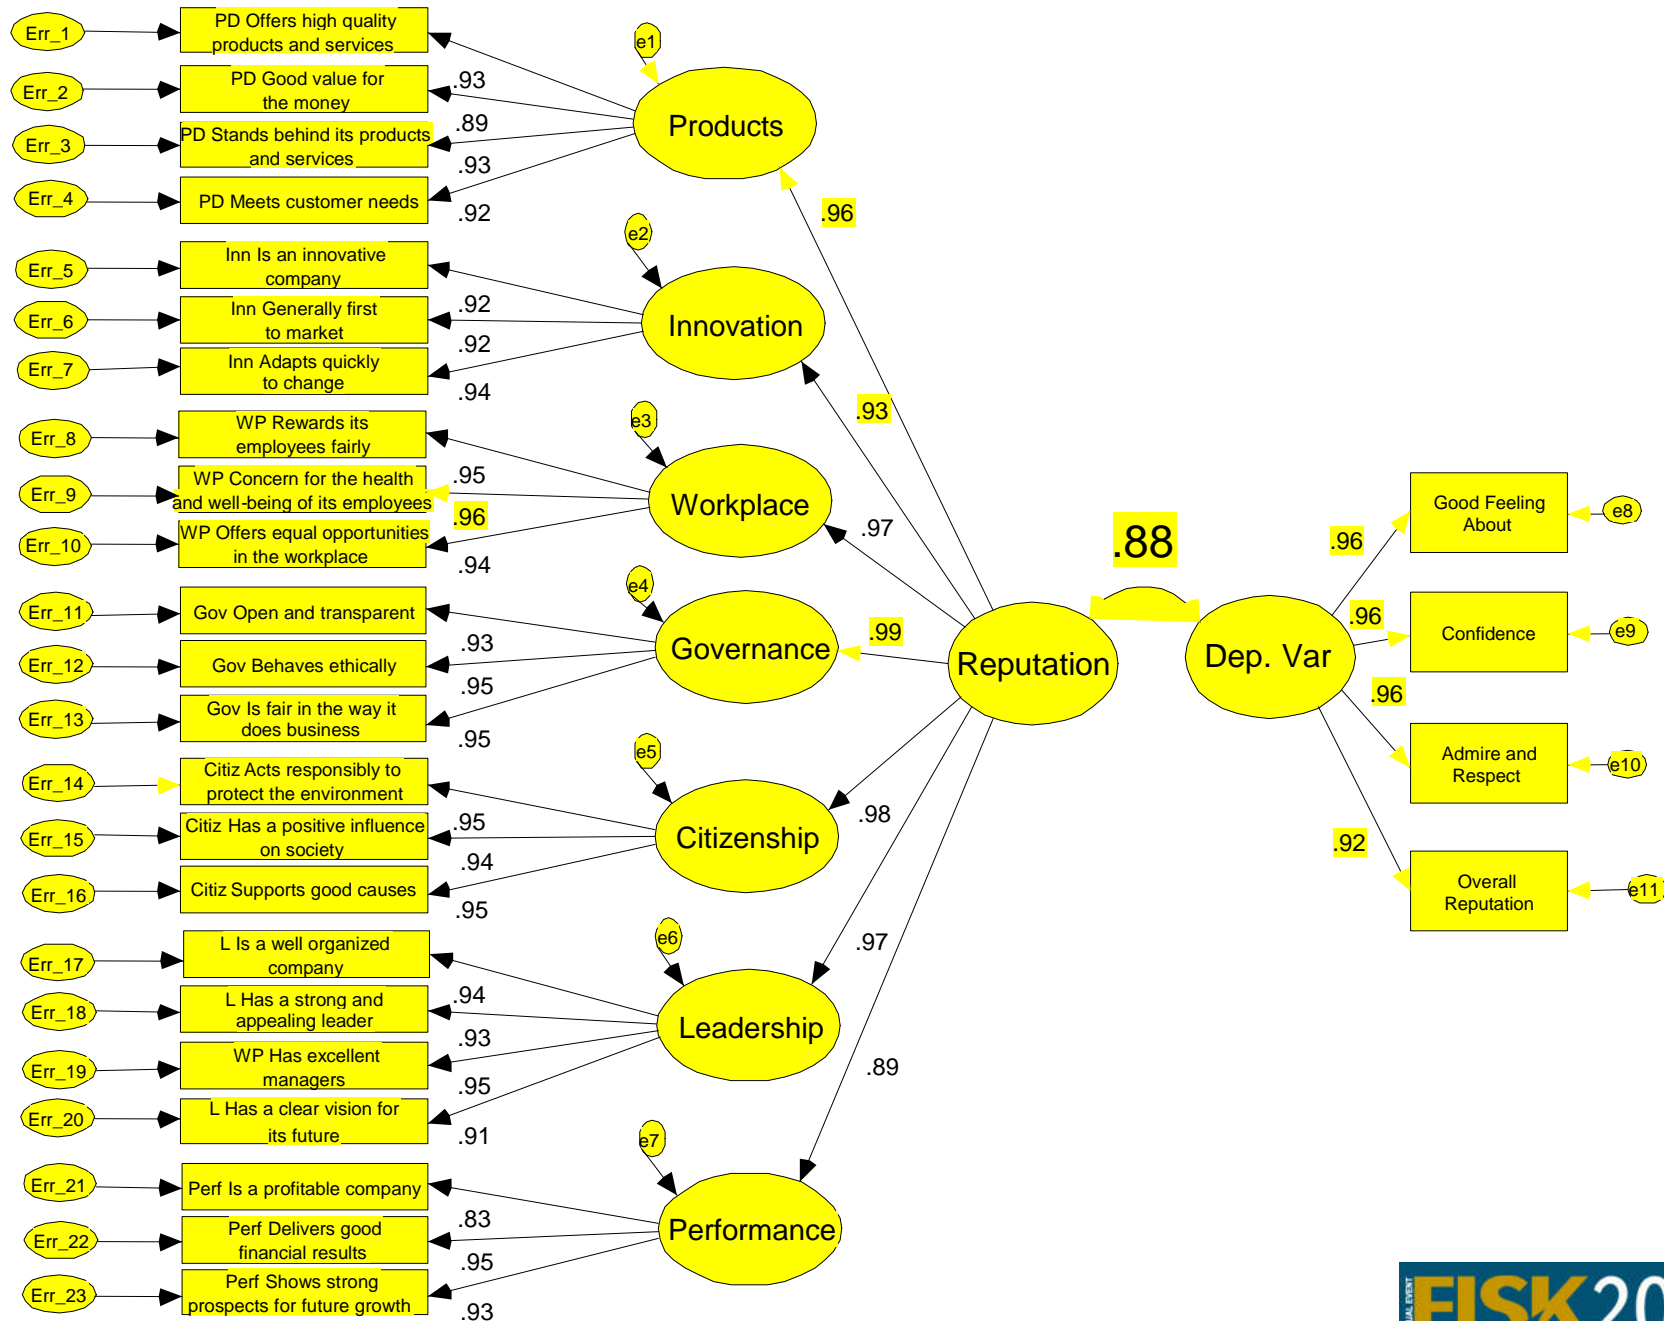 Err_1
PD Offers high quality
products and services
Err_2
PD Good value for
the money
Err_3
PD Stands behind its products
and services
Err_4
PD Meets customer needs
.93
.89
.93
.92
e1
Products
.96
Err_5
Inn Is an innovative
company
Err_6
Inn Generally first
to market
Err_7
Inn Adapts quickly
to change
.92
.92
.94
e2
Innovation
.93
Err_8
WP Rewards its
employees fairly
Err_9
WP Concern for the health
and well-being of its employees
Err_10
WP Offers equal opportunities
in the workplace
.95
.96
.94
e3
Workplace
.97
Err_11
Gov Open and transparent
Err_12
Gov Behaves ethically
Err_13
Gov Is fair in the way it
does business
.93
.95
.95
e4
Governance
.99
Err_14
Citiz Acts responsibly to
protect the environment
Err_15
Citiz Has a positive influence
on society
Err_16
Citiz Supports good causes
.95
.94
.95
e5
Citizenship
.98
Err_17
L Is a well organized
company
Err_18
L Has a strong and
appealing leader
Err_19
WP Has excellent
managers
Err_20
L Has a clear vision for
its future
.94
.93
.95
.91
e6
Leadership
.97
Err_21
Perf Is a profitable company
Err_22
Perf Delivers good
financial results
Err_23
Perf Shows strong
prospects for future growth
.83
.95
.93
e7
Performance
.89
Reputation
.88
Dep. Var
.96
Good Feeling
About
e8
.96
Confidence
e9
.96
Admire and
Respect
e10
.92
Overall
Reputation
e11
FISK20